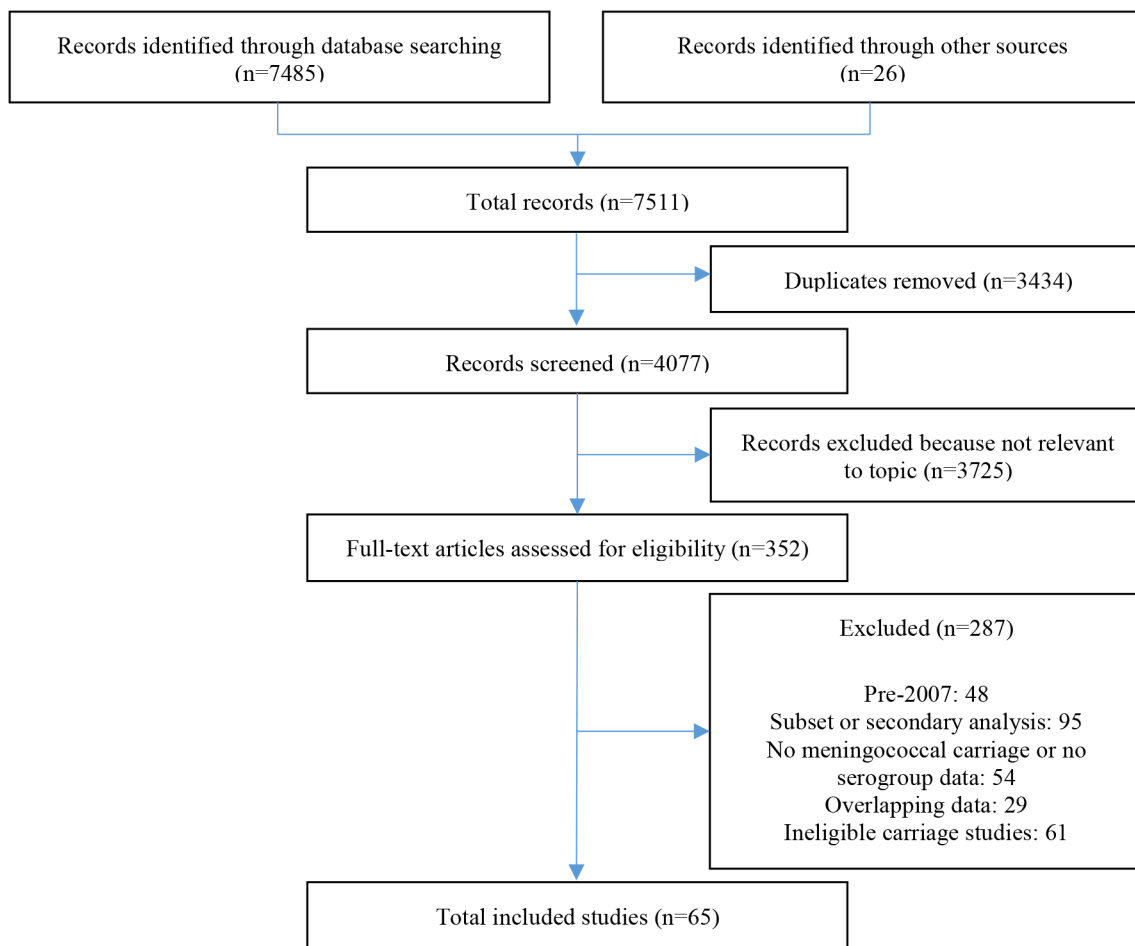 Records identified through database searching
(n=7485)
Records identified through other sources
(n=26)
Total records (n=7511)
Duplicates removed (n=3434)
Records screened (n=4077)
Records excluded because not relevant
to topic (n=3725)
Full-text articles assessed for eligibility (n=352)
Excluded (n=287)
Pre-2007: 48
Subset or secondary analysis: 95
No meningococcal carriage or no
serogroup data: 54
Overlapping data: 29
Ineligible carriage studies: 61
Total included studies (n=65)